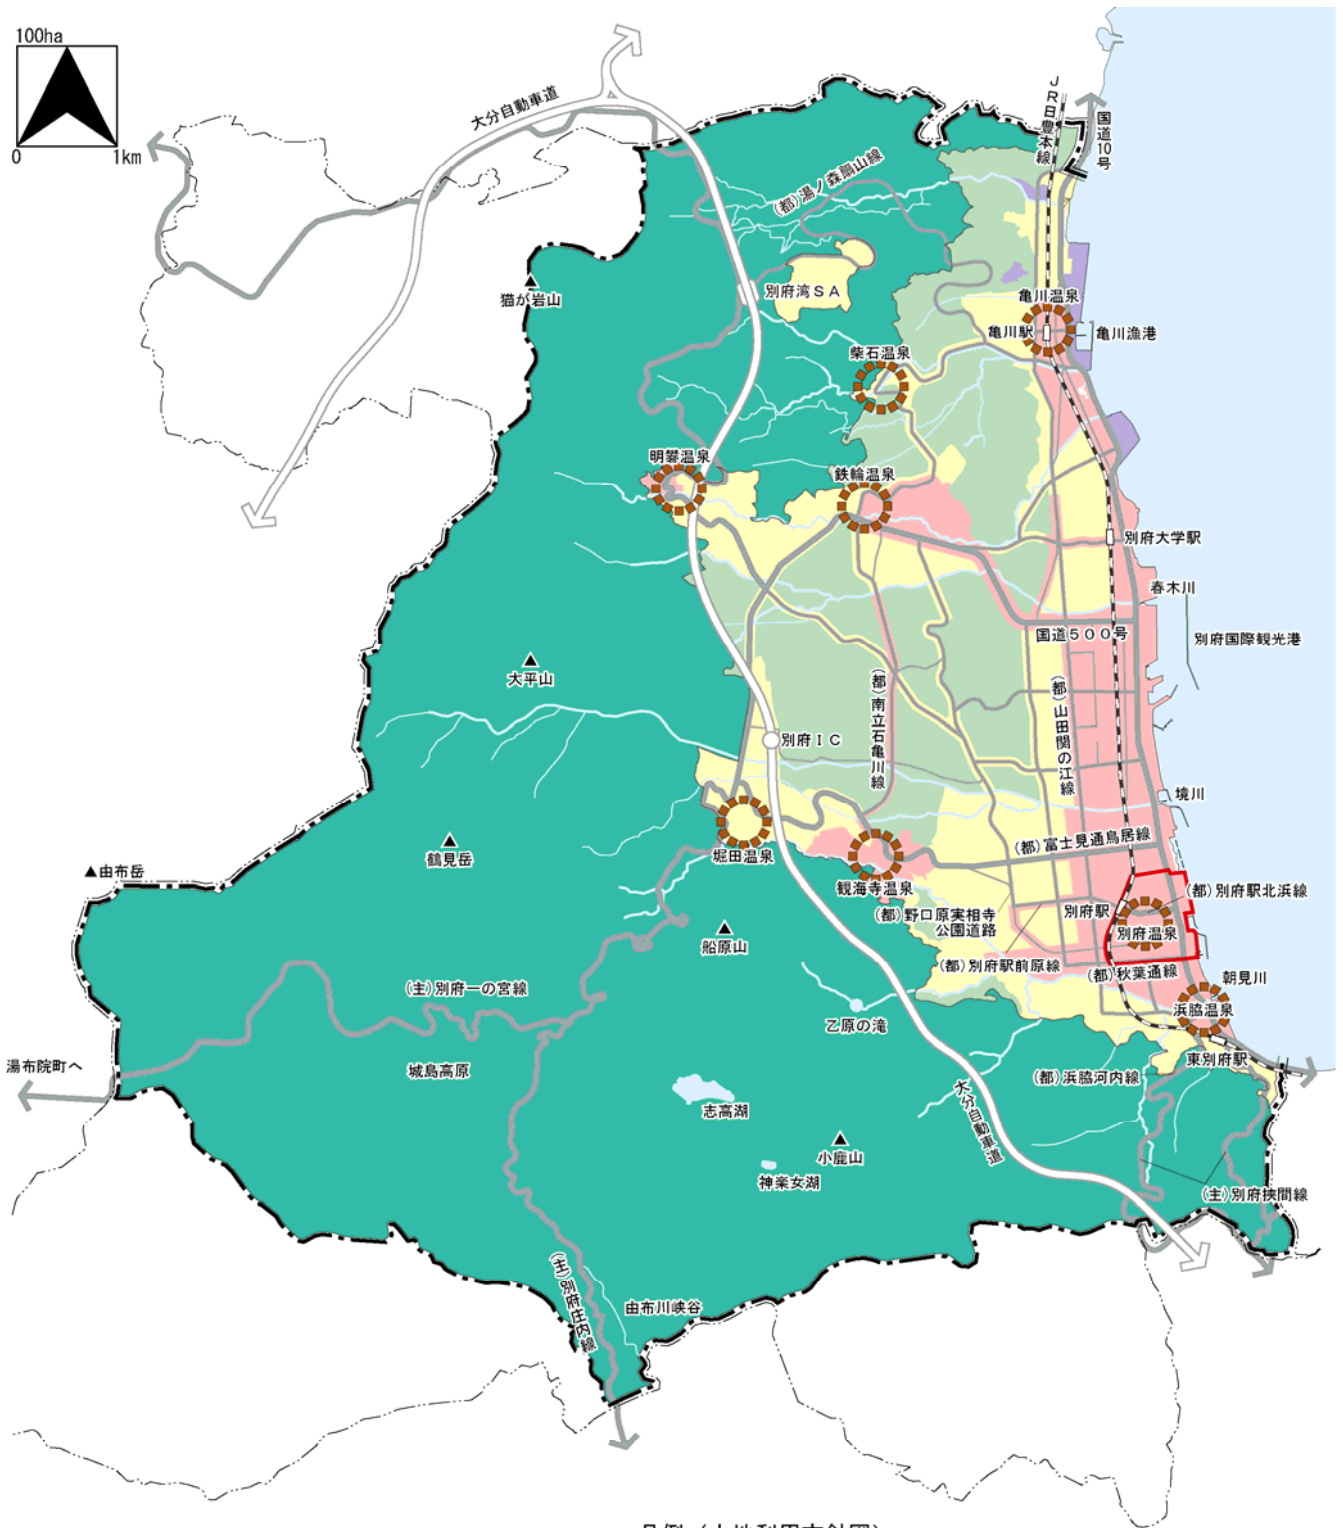 100ha
0
1km
大分自動車道
JR日豊本線
国道10号
(都)湯ノ森扇山線
別府湾SA
猫が岩山
亀川温泉
亀川駅
亀川漁港
柴石温泉
明礬温泉
鉄輪温泉
別府大学駅
春木川
国道500号
別府国際観光港
大平山
(都)南立石亀川線
(都)山田関の江線
別府IC
境川
(都)富士見通鳥居線
鶴見岳
堀田温泉
由布岳
観海寺温泉
(都)別府駅北浜線
別府駅
(都)野口原実相寺
公園道路
別府温泉
船原山
(都)別府駅前原線
(都)秋葉通線
朝見川
(主)別府一の宮線
浜脇温泉
乙原の滝
東別府駅
湯布院町へ
城島高原
(都)浜脇河内線
志高湖
大分自動車道
小鹿山
神楽女湖
(主)別府挾間線
(主)別府庄内線
由布川峡谷